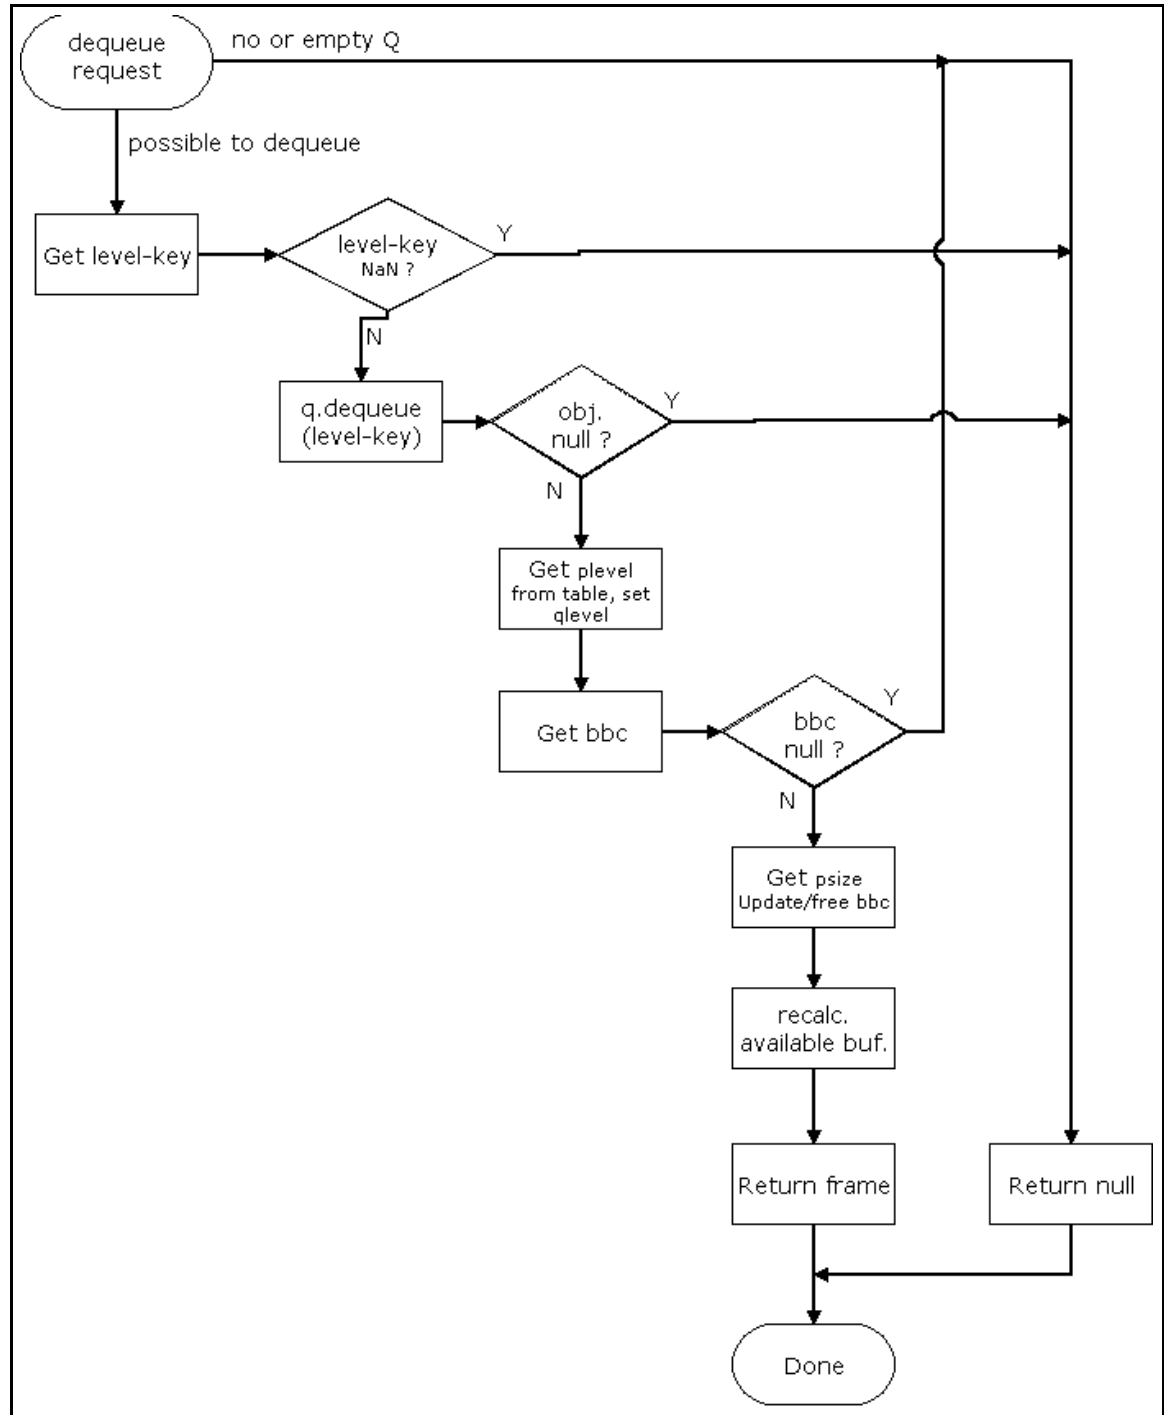 dequeue
request
no or empty Q
possible to dequeue
Get level-key
level-key
NaN ?
Y
N
q.dequeue
(level-key)
obj.
null ?
Y
N
Get plevel
from table, set
qlevel
Get bbc
bbc
null ?
Y
N
Get psize
Update/free bbc
recalc.
available buf.
Return frame
Return null
Done